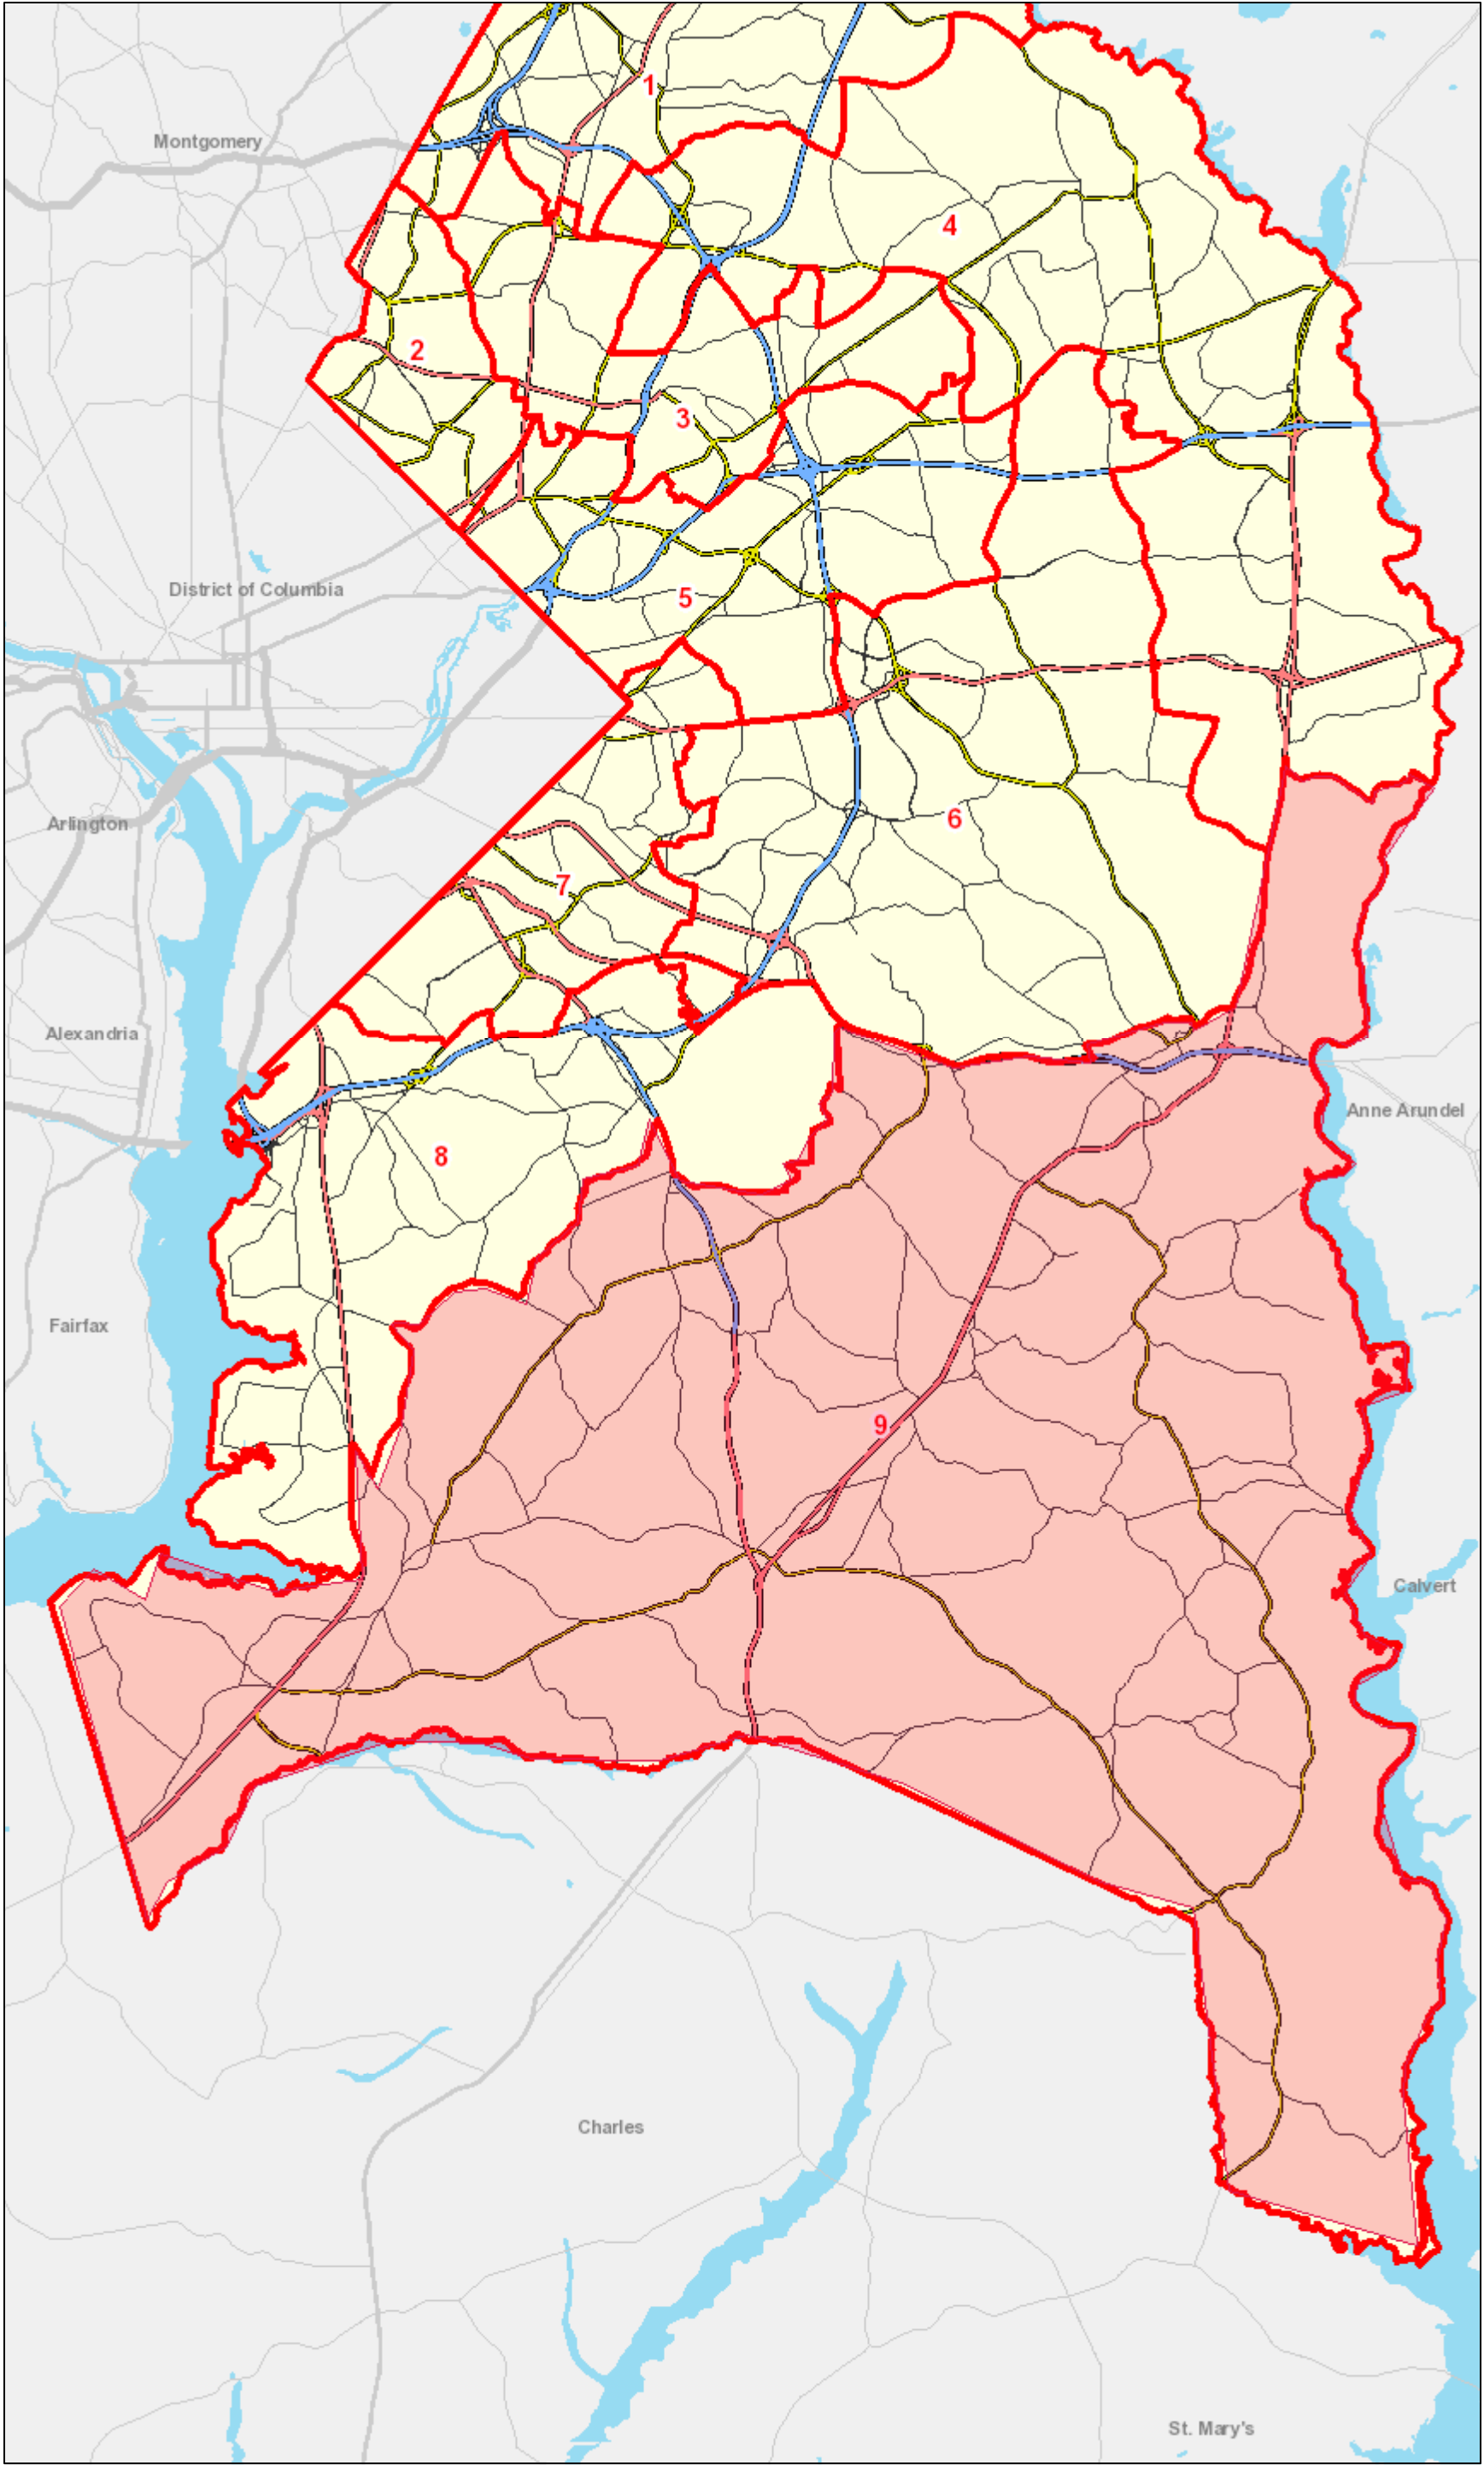 1
Montgomery
4
2
3
District of Columbia
5
6
Arlington
7
Alexandria
Anne Arundel
8
Fairfax
9
Calvert
Charles
St. Mary's